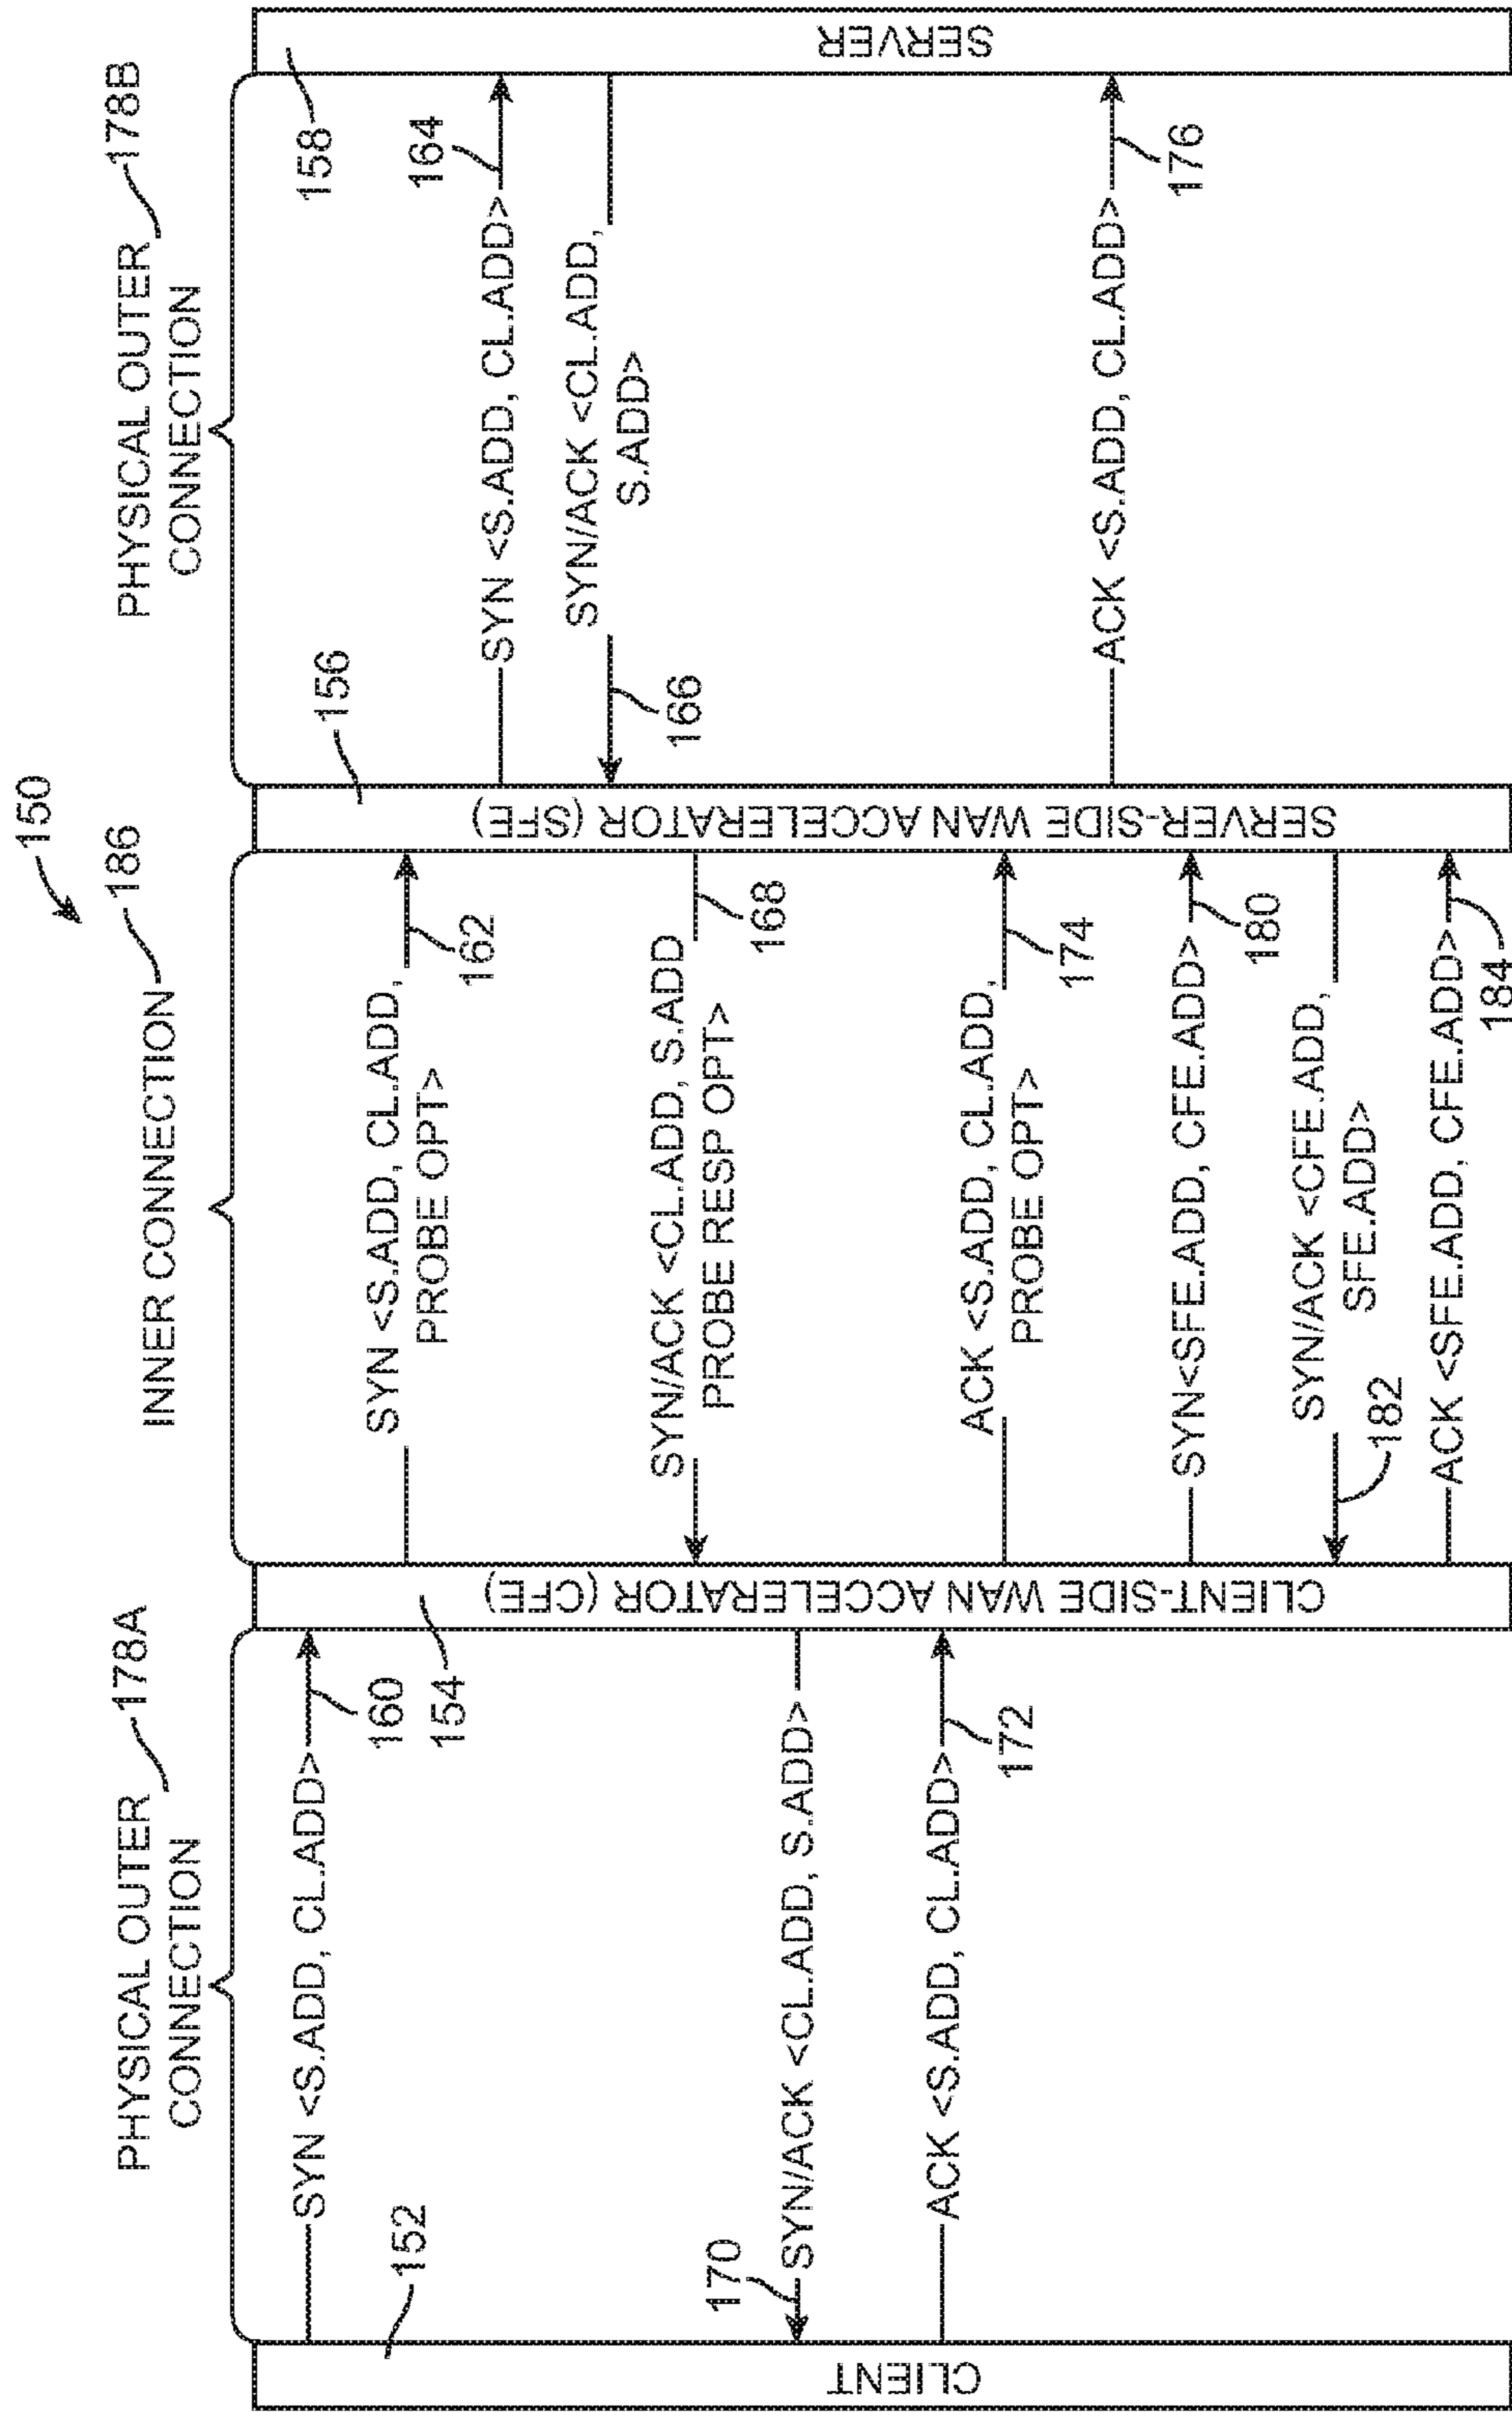 150
PHYSICAL OUTER
CONNECTION
178A
INNER CONNECTION
186
PHYSICAL OUTER
CONNECTION
178B
CLIENT
152
CLIENT-SIDE WAN ACCELERATOR (CFE)
154
SERVER-SIDE WAN ACCELERATOR (SFE)
156
SERVER
158
SYN <S.ADD, CL.ADD>
160
SYN <S.ADD, CL.ADD,
PROBE OPT>
162
SYN <S.ADD, CL.ADD>
164
SYN/ACK <CL.ADD,
S.ADD>
166
SYN/ACK <CL.ADD, S.ADD
PROBE RESP OPT>
168
SYN/ACK <CL.ADD, S.ADD>
170
ACK <S.ADD, CL.ADD>
172
ACK <S.ADD, CL.ADD,
PROBE OPT>
174
ACK <S.ADD, CL.ADD>
176
SYN<SFE.ADD, CFE.ADD>
180
SYN/ACK <CFE.ADD,
SFE.ADD>
182
ACK <SFE.ADD, CFE.ADD>
184